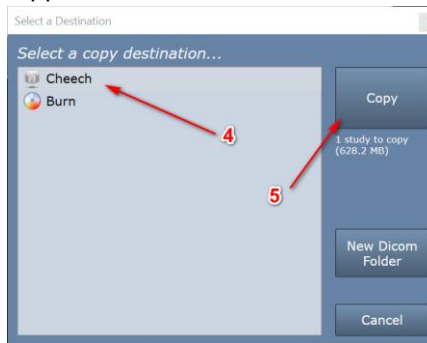 Select a Destination
Select a copy destination...
Cheech
Burn
4
5
Copy
1 study to copy
(628.2 MB)
New Dicom
Folder
Cancel